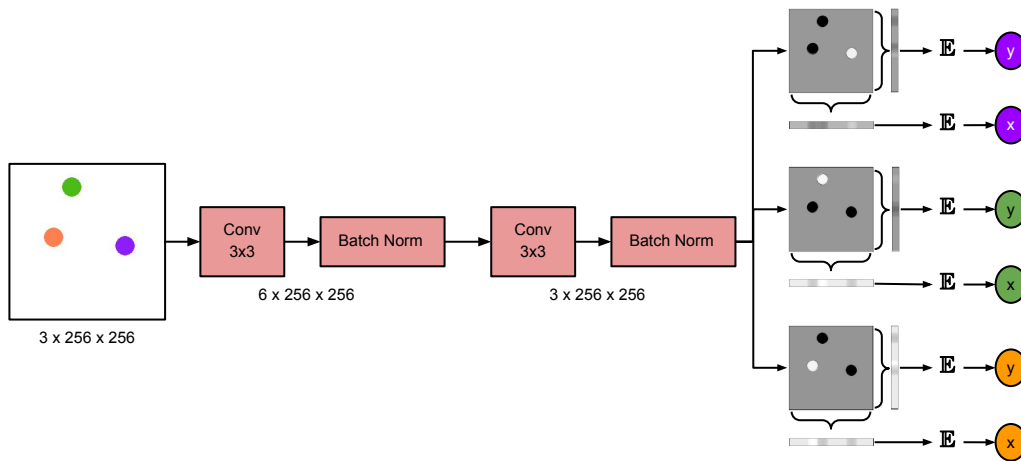 3 x 256 x 256
Conv
3x3
Batch Norm
6 x 256 x 256
Conv
3x3
Batch Norm
3 x 256 x 256
𝔼
y
𝔼
x
𝔼
y
𝔼
x
𝔼
y
𝔼
x